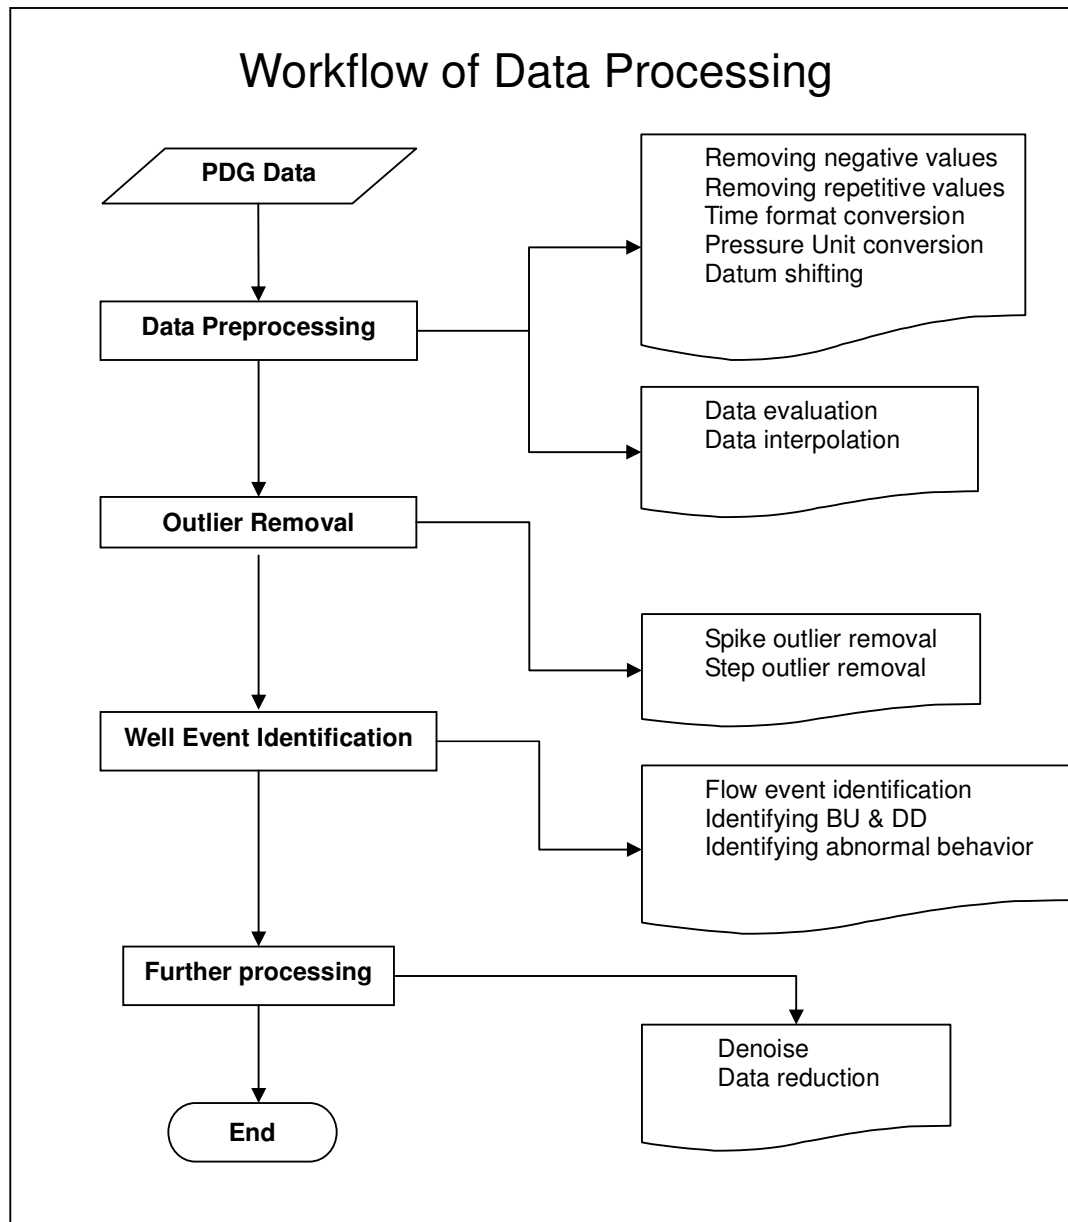 Workflow of Data Processing
PDG Data
Removing negative values
Removing repetitive values
Time format conversion
Pressure Unit conversion
Datum shifting
Data Preprocessing
Data evaluation
Data interpolation
Outlier Removal
Spike outlier removal
Step outlier removal
Well Event Identification
Flow event identification
Identifying BU & DD
Identifying abnormal behavior
Further processing
Denoise
Data reduction
End